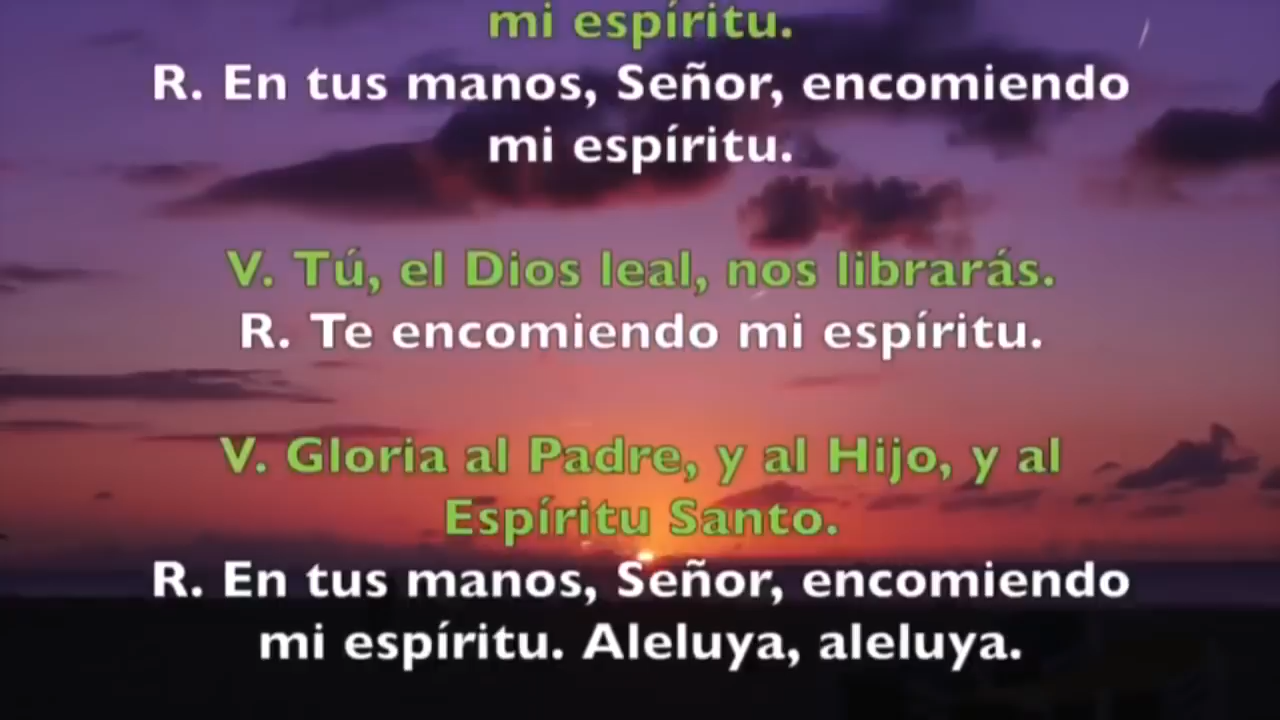 mi espíritu.
R. En tus manos, Señor, encomiendo
mi espíritu.
V. Tú, el Dios leal, nos librarás.
R. Te encomiendo mi espíritu.
V. Gloria al Padre, y al Hijo, y al
Espíritu Santo.
R. En tus manos, Señor, encomiendo
mi espíritu. Aleluya, aleluya.